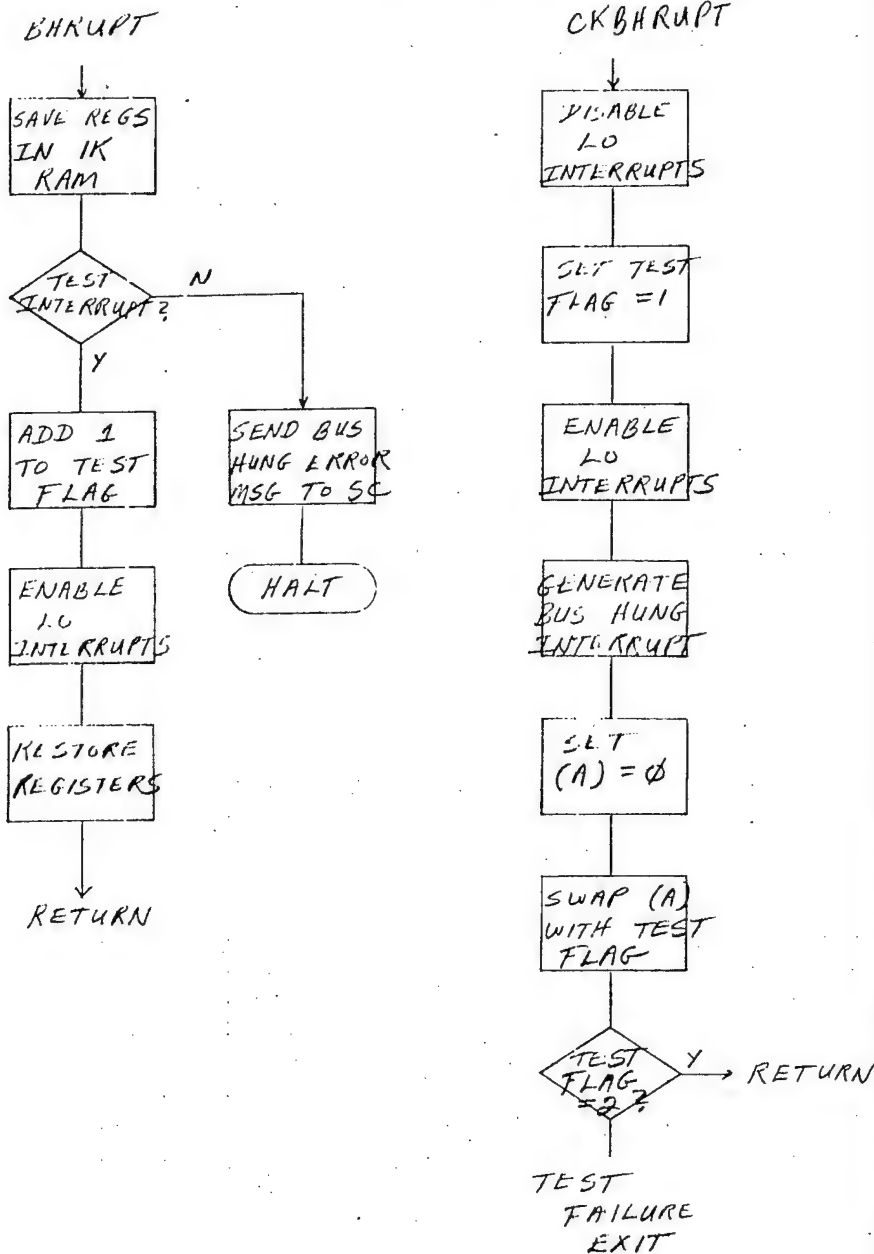 BHRUPT
SAVE REGS
IN 1K
RAM
TEST
INTERRUPT?
N
Y
ADD 1
TO TEST
FLAG
SEND BUS
HUNG ERROR
MSG TO SC
HALT
ENABLE
LO
INTERRUPTS
RESTORE
REGISTERS
RETURN
CKBHRUPT
DISABLE
LO
INTERRUPTS
SET TEST
FLAG = 1
ENABLE
LO
INTERRUPTS
GENERATE
BUS HUNG
INTERRUPT
SET
(A) = Ø
SWAP (A)
WITH TEST
FLAG
TEST
FLAG
=2?
Y
RETURN
TEST
FAILURE
EXIT